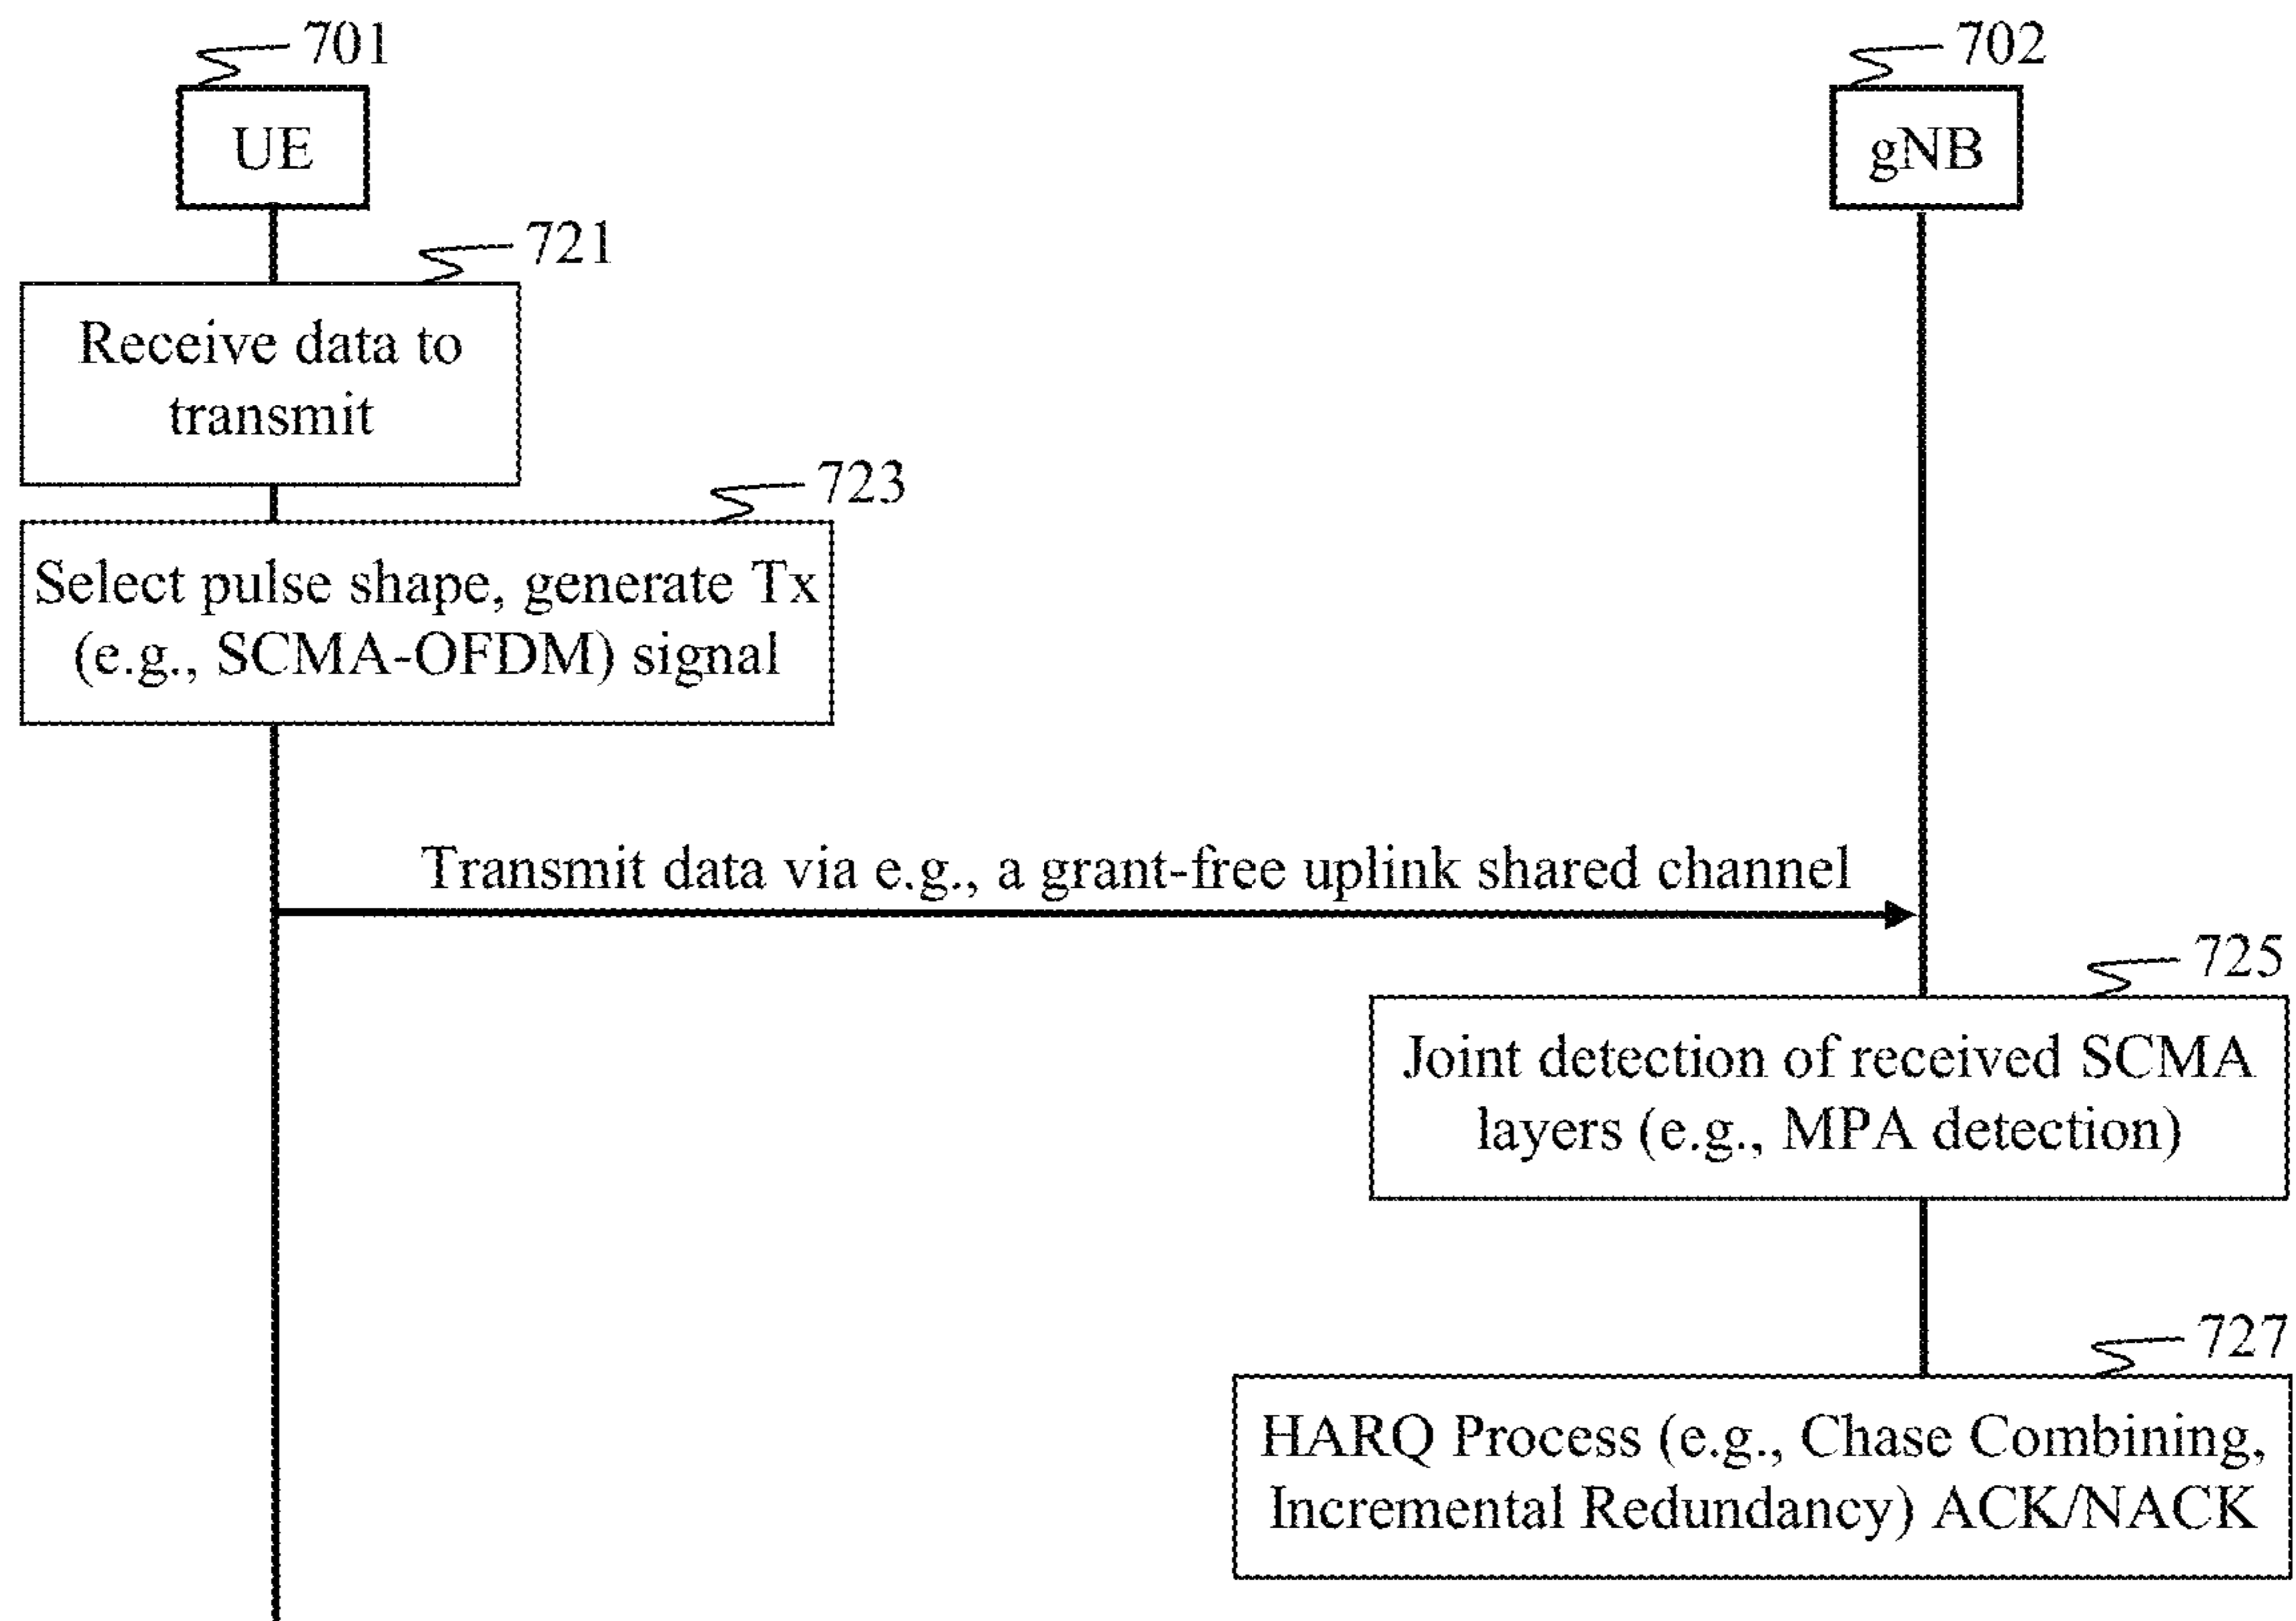 701
702
UE
gNB
721
Receive data to
transmit
723
Select pulse shape, generate Tx
(e.g., SCMA-OFDM) signal
Transmit data via e.g., a grant-free uplink shared channel
725
Joint detection of received SCMA
layers (e.g., MPA detection)
727
HARQ Process (e.g., Chase Combining,
Incremental Redundancy) ACK/NACK